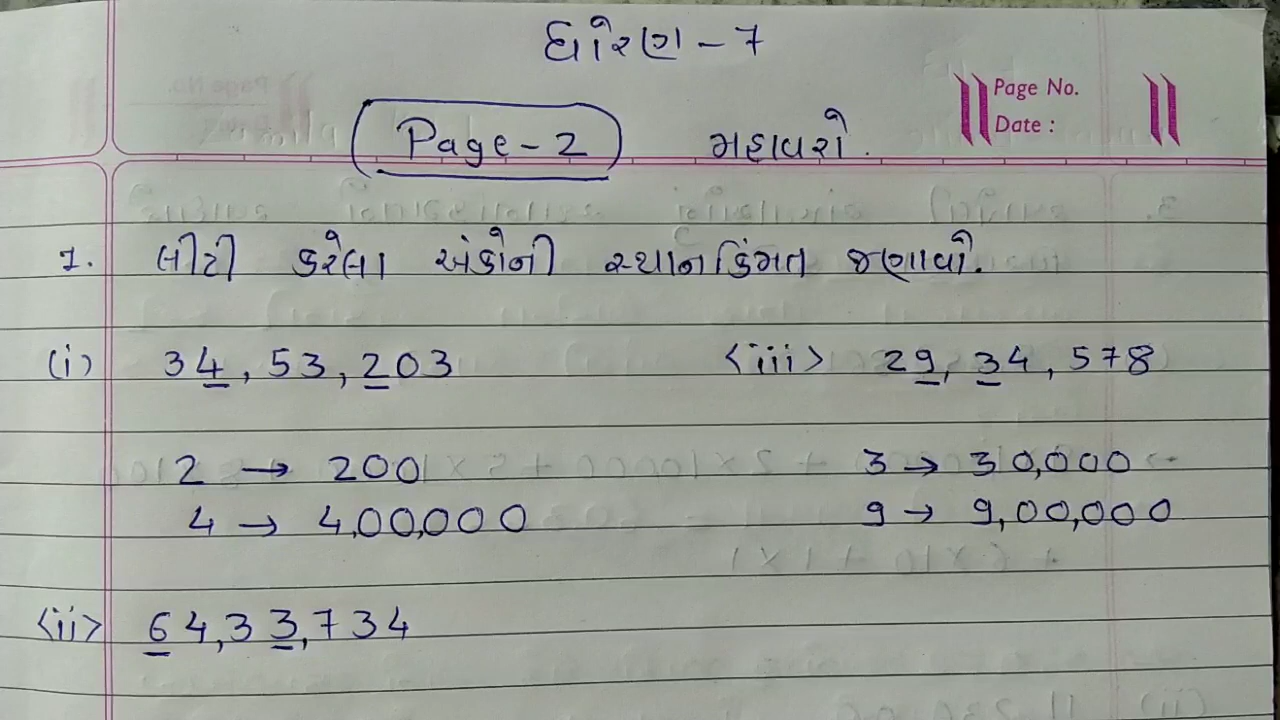 ધોરણ - 7
Page No.
Date :
Page - 2 મહાવરો.
1. લીટી કરેલા અંકોની સ્થાનકિંમત જણાવો.
(i) 34,53,203 <iii> 29,34,578
2 → 200 3 → 30,000
4 → 4,00,000 9 → 9,00,000
<ii> 64,33,734